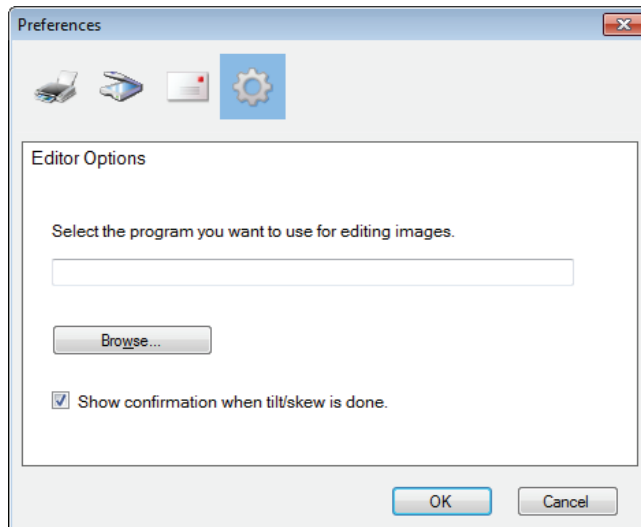 Preferences
Editor Options
Select the program you want to use for editing images.
Browse...
Show confirmation when tilt/skew is done.
OK
Cancel